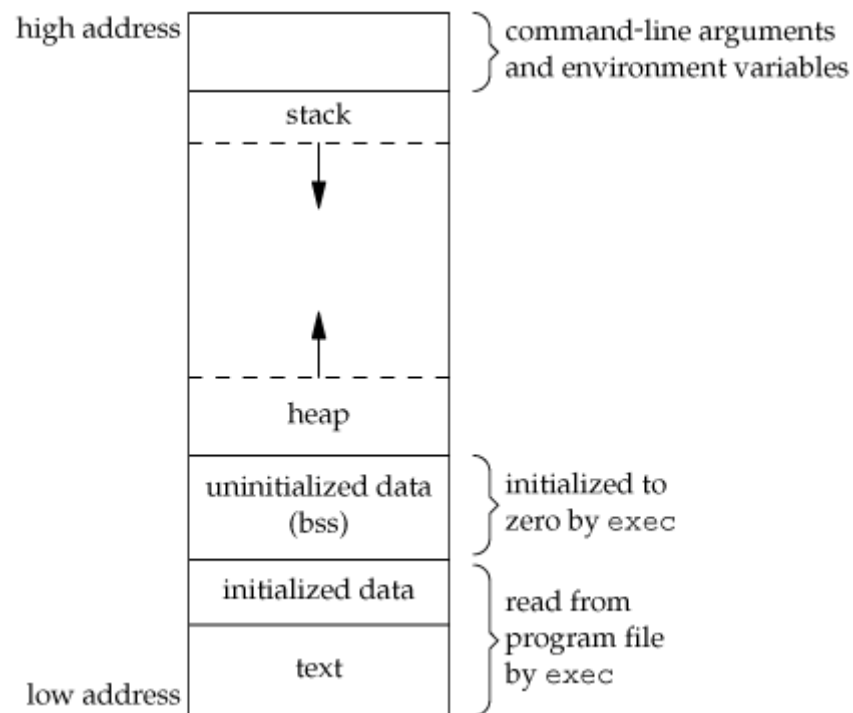 high address
command-line arguments
and environment variables
stack
heap
uninitialized data
(bss)
initialized to
zero by exec
initialized data
read from
program file
by exec
text
low address